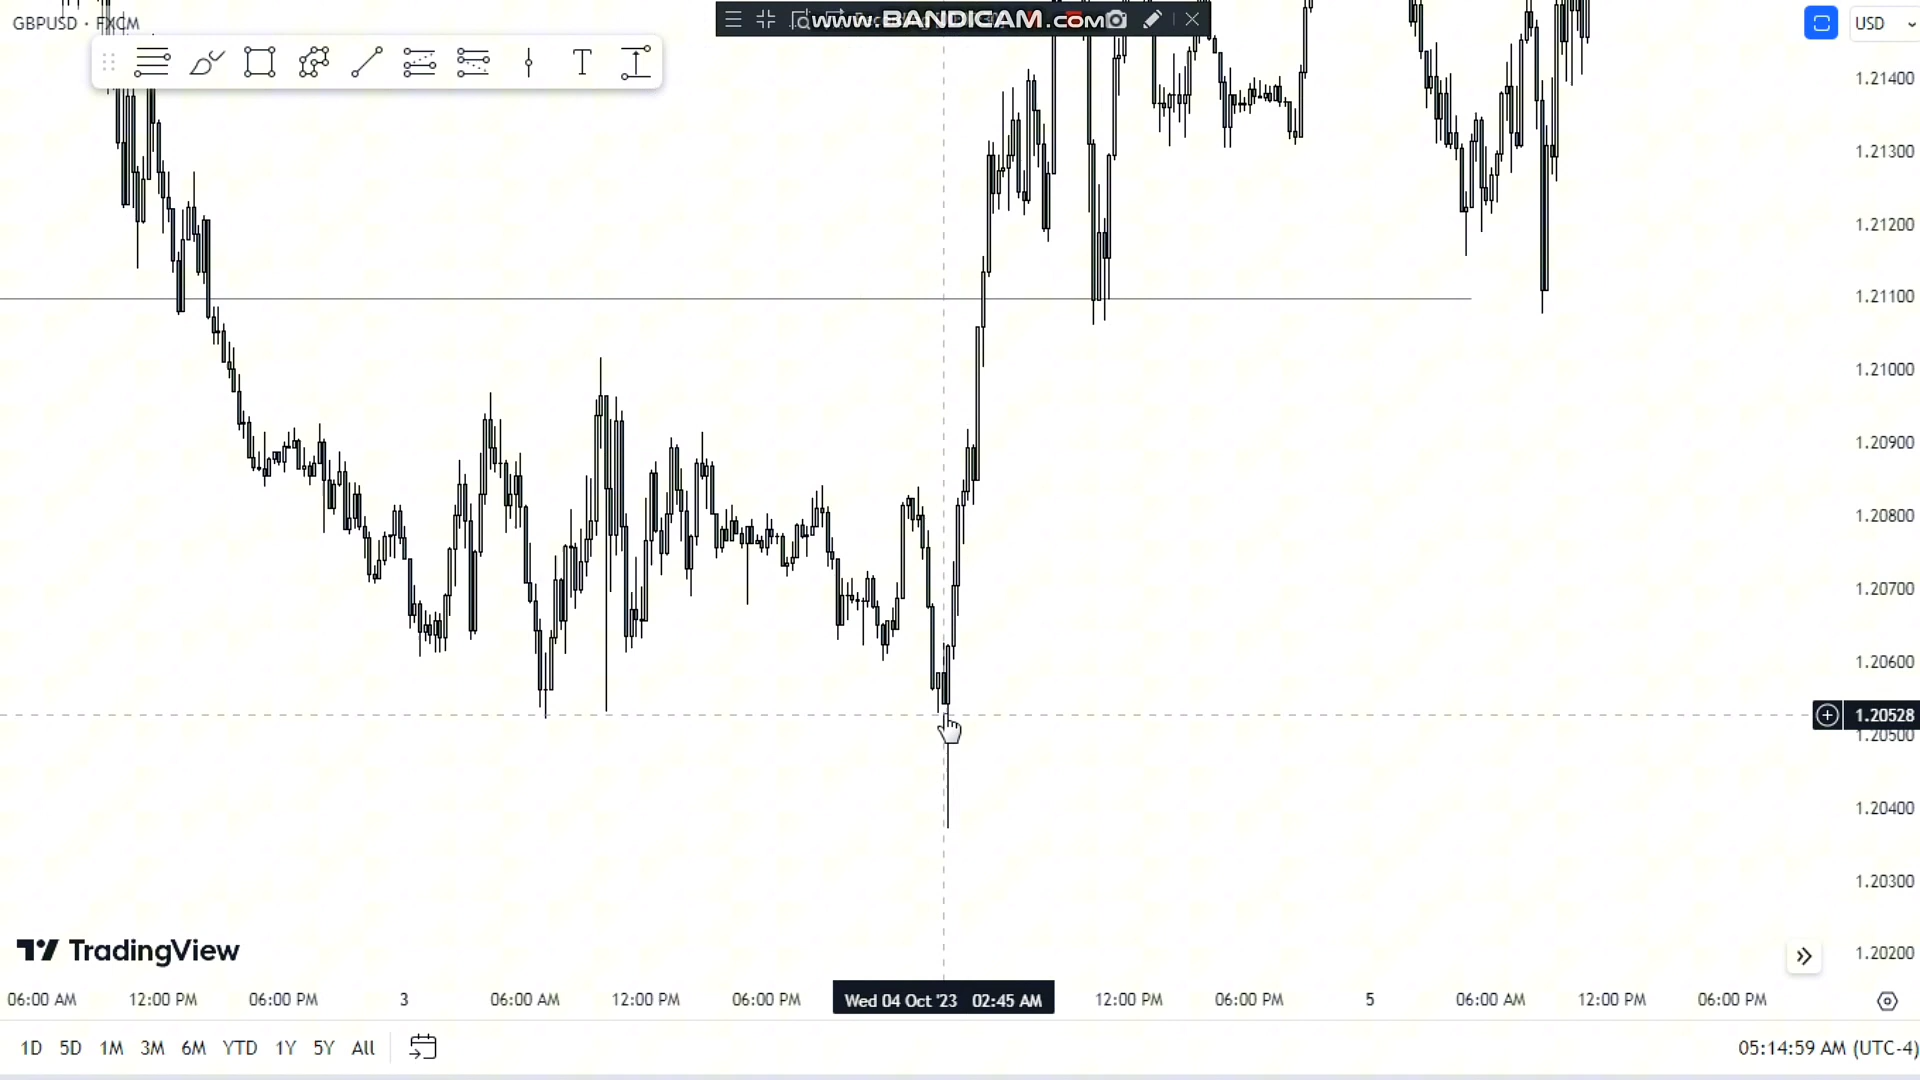 GBPUSD · FXCM
www.BANDICAM.com
USD
1.21400
1.21300
1.21200
1.21100
1.21000
1.20900
1.20800
1.20700
1.20600
1.20528
1.20500
1.20400
1.20300
1.20200
TradingView
06:00 AM 12:00 PM 06:00 PM 3 06:00 AM 12:00 PM 06:00 PM Wed 04 Oct '23 02:45 AM 12:00 PM 06:00 PM 5 06:00 AM 12:00 PM 06:00 PM
1D 5D 1M 3M 6M YTD 1Y 5Y All
05:14:59 AM (UTC-4)